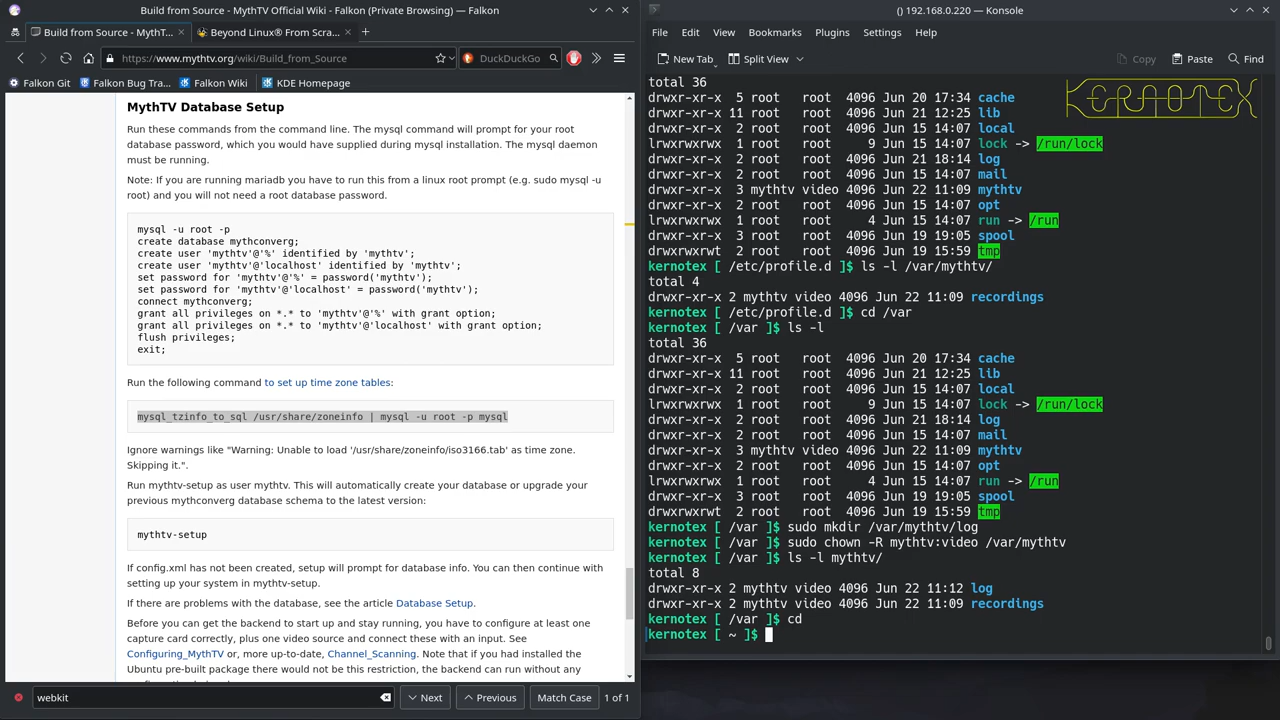 Build from Source - MythTV Official Wiki - Falkon (Private Browsing) — Falkon
Build from Source - MythT...
Beyond Linux® From Scra...
https://www.mythtv.org/wiki/Build_from_Source
DuckDuckGo
Falkon Git
Falkon Bug Tra...
Falkon Wiki
KDE Homepage
MythTV Database Setup
Run these commands from the command line. The mysql command will prompt for your root
database password, which you would have supplied during mysql installation. The mysql daemon
must be running.
Note: If you are running mariadb you have to run this from a linux root prompt (e.g. sudo mysql -u
root) and you will not need a root database password.
mysql -u root -p
create database mythconverg;
create user 'mythtv'@'%' identified by 'mythtv';
create user 'mythtv'@'localhost' identified by 'mythtv';
set password for 'mythtv'@'%' = password('mythtv');
set password for 'mythtv'@'localhost' = password('mythtv');
connect mythconverg;
grant all privileges on *.* to 'mythtv'@'%' with grant option;
grant all privileges on *.* to 'mythtv'@'localhost' with grant option;
flush privileges;
exit;
Run the following command to set up time zone tables:
mysql_tzinfo_to_sql /usr/share/zoneinfo | mysql -u root -p mysql
Ignore warnings like "Warning: Unable to load '/usr/share/zoneinfo/iso3166.tab' as time zone.
Skipping it.".
Run mythtv-setup as user mythtv. This will automatically create your database or upgrade your
previous mythconverg database schema to the latest version:
mythtv-setup
If config.xml has not been created, setup will prompt for database info. You can then continue with
setting up your system in mythtv-setup.
If there are problems with the database, see the article Database Setup.
Before you can get the backend to start up and stay running, you have to configure at least one
capture card correctly, plus one video source and connect these with an input. See
Configuring_MythTV or, more up-to-date, Channel_Scanning. Note that if you had installed the
Ubuntu pre-built package there would not be this restriction, the backend can run without any
webkit
Next
Previous
Match Case
1 of 1
() 192.168.0.220 — Konsole
File Edit View Bookmarks Plugins Settings Help
New Tab
Split View
Copy
Paste
Find
KERNOTEX
total 36
drwxr-xr-x 5 root root 4096 Jun 20 17:34 cache
drwxr-xr-x 11 root root 4096 Jun 21 12:25 lib
drwxr-xr-x 2 root root 4096 Jun 15 14:07 local
lrwxrwxrwx 1 root root 9 Jun 15 14:07 lock -> /run/lock
drwxr-xr-x 2 root root 4096 Jun 21 18:14 log
drwxr-xr-x 2 root root 4096 Jun 15 14:07 mail
drwxr-xr-x 3 mythtv video 4096 Jun 22 11:09 mythtv
drwxr-xr-x 2 root root 4096 Jun 15 14:07 opt
lrwxrwxrwx 1 root root 4 Jun 15 14:07 run -> /run
drwxr-xr-x 3 root root 4096 Jun 19 19:05 spool
drwxrwxrwt 2 root root 4096 Jun 19 15:59 tmp
kernotex [ /etc/profile.d ]$ ls -l /var/mythtv/
total 4
drwxr-xr-x 2 mythtv video 4096 Jun 22 11:09 recordings
kernotex [ /etc/profile.d ]$ cd /var
kernotex [ /var ]$ ls -l
total 36
drwxr-xr-x 5 root root 4096 Jun 20 17:34 cache
drwxr-xr-x 11 root root 4096 Jun 21 12:25 lib
drwxr-xr-x 2 root root 4096 Jun 15 14:07 local
lrwxrwxrwx 1 root root 9 Jun 15 14:07 lock -> /run/lock
drwxr-xr-x 2 root root 4096 Jun 21 18:14 log
drwxr-xr-x 2 root root 4096 Jun 15 14:07 mail
drwxr-xr-x 3 mythtv video 4096 Jun 22 11:09 mythtv
drwxr-xr-x 2 root root 4096 Jun 15 14:07 opt
lrwxrwxrwx 1 root root 4 Jun 15 14:07 run -> /run
drwxr-xr-x 3 root root 4096 Jun 19 19:05 spool
drwxrwxrwt 2 root root 4096 Jun 19 15:59 tmp
kernotex [ /var ]$ sudo mkdir /var/mythtv/log
kernotex [ /var ]$ sudo chown -R mythtv:video /var/mythtv
kernotex [ /var ]$ ls -l mythtv/
total 8
drwxr-xr-x 2 mythtv video 4096 Jun 22 11:12 log
drwxr-xr-x 2 mythtv video 4096 Jun 22 11:09 recordings
kernotex [ /var ]$ cd
kernotex [ ~ ]$